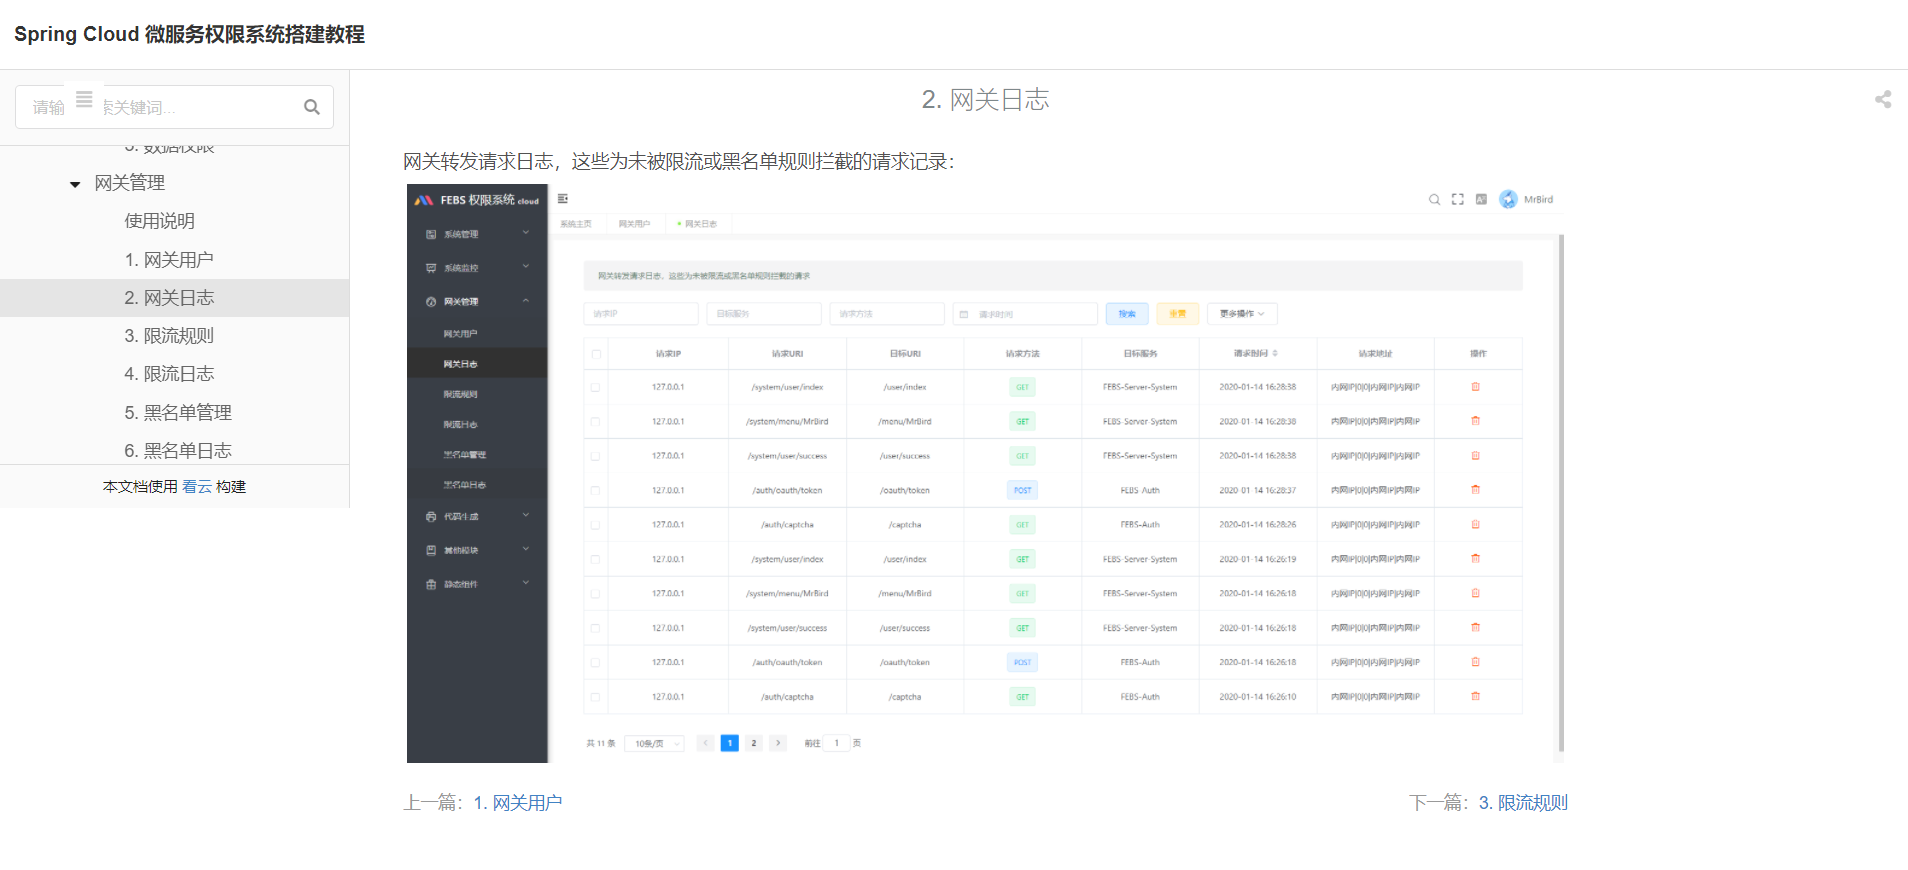 Spring Cloud 微服务权限系统搭建教程
请输 索关键词...
2. 网关日志
3. 数据权限
网关管理
使用说明
1. 网关用户
2. 网关日志
3. 限流规则
4. 限流日志
5. 黑名单管理
6. 黑名单日志
本文档使用 看云 构建
网关转发请求日志，这些为未被限流或黑名单规则拦截的请求记录：
FEBS 权限系统 cloud
MrBird
系统主页 网关用户 网关日志
系统管理
系统监控
网关管理
网关用户
网关日志
限流规则
限流日志
黑名单管理
黑名单日志
代码生成
其他模块
静态组件
网关转发请求日志，这些为未被限流或黑名单规则拦截的请求
请求IP 目标服务 请求方法 请求时间 搜索 重置 更多操作
请求IP 请求URI 目标URI 请求方法 目标服务 请求时间 请求地址 操作
127.0.0.1 /system/user/index /user/index GET FEBS-Server-System 2020-01-14 16:28:38 内网IP|0|0|内网IP|内网IP
127.0.0.1 /system/menu/MrBird /menu/MrBird GET FEBS-Server-System 2020-01-14 16:28:38 内网IP|0|0|内网IP|内网IP
127.0.0.1 /system/user/success /user/success GET FEBS-Server-System 2020-01-14 16:28:38 内网IP|0|0|内网IP|内网IP
127.0.0.1 /auth/oauth/token /oauth/token POST FEBS-Auth 2020-01-14 16:28:37 内网IP|0|0|内网IP|内网IP
127.0.0.1 /auth/captcha /captcha GET FEBS-Auth 2020-01-14 16:28:26 内网IP|0|0|内网IP|内网IP
127.0.0.1 /system/user/index /user/index GET FEBS-Server-System 2020-01-14 16:26:19 内网IP|0|0|内网IP|内网IP
127.0.0.1 /system/menu/MrBird /menu/MrBird GET FEBS-Server-System 2020-01-14 16:26:18 内网IP|0|0|内网IP|内网IP
127.0.0.1 /system/user/success /user/success GET FEBS-Server-System 2020-01-14 16:26:18 内网IP|0|0|内网IP|内网IP
127.0.0.1 /auth/oauth/token /oauth/token POST FEBS-Auth 2020-01-14 16:26:18 内网IP|0|0|内网IP|内网IP
127.0.0.1 /auth/captcha /captcha GET FEBS-Auth 2020-01-14 16:26:10 内网IP|0|0|内网IP|内网IP
共 11 条 10条/页 < 1 2 > 前往 1 页
上一篇：1. 网关用户 下一篇：3. 限流规则